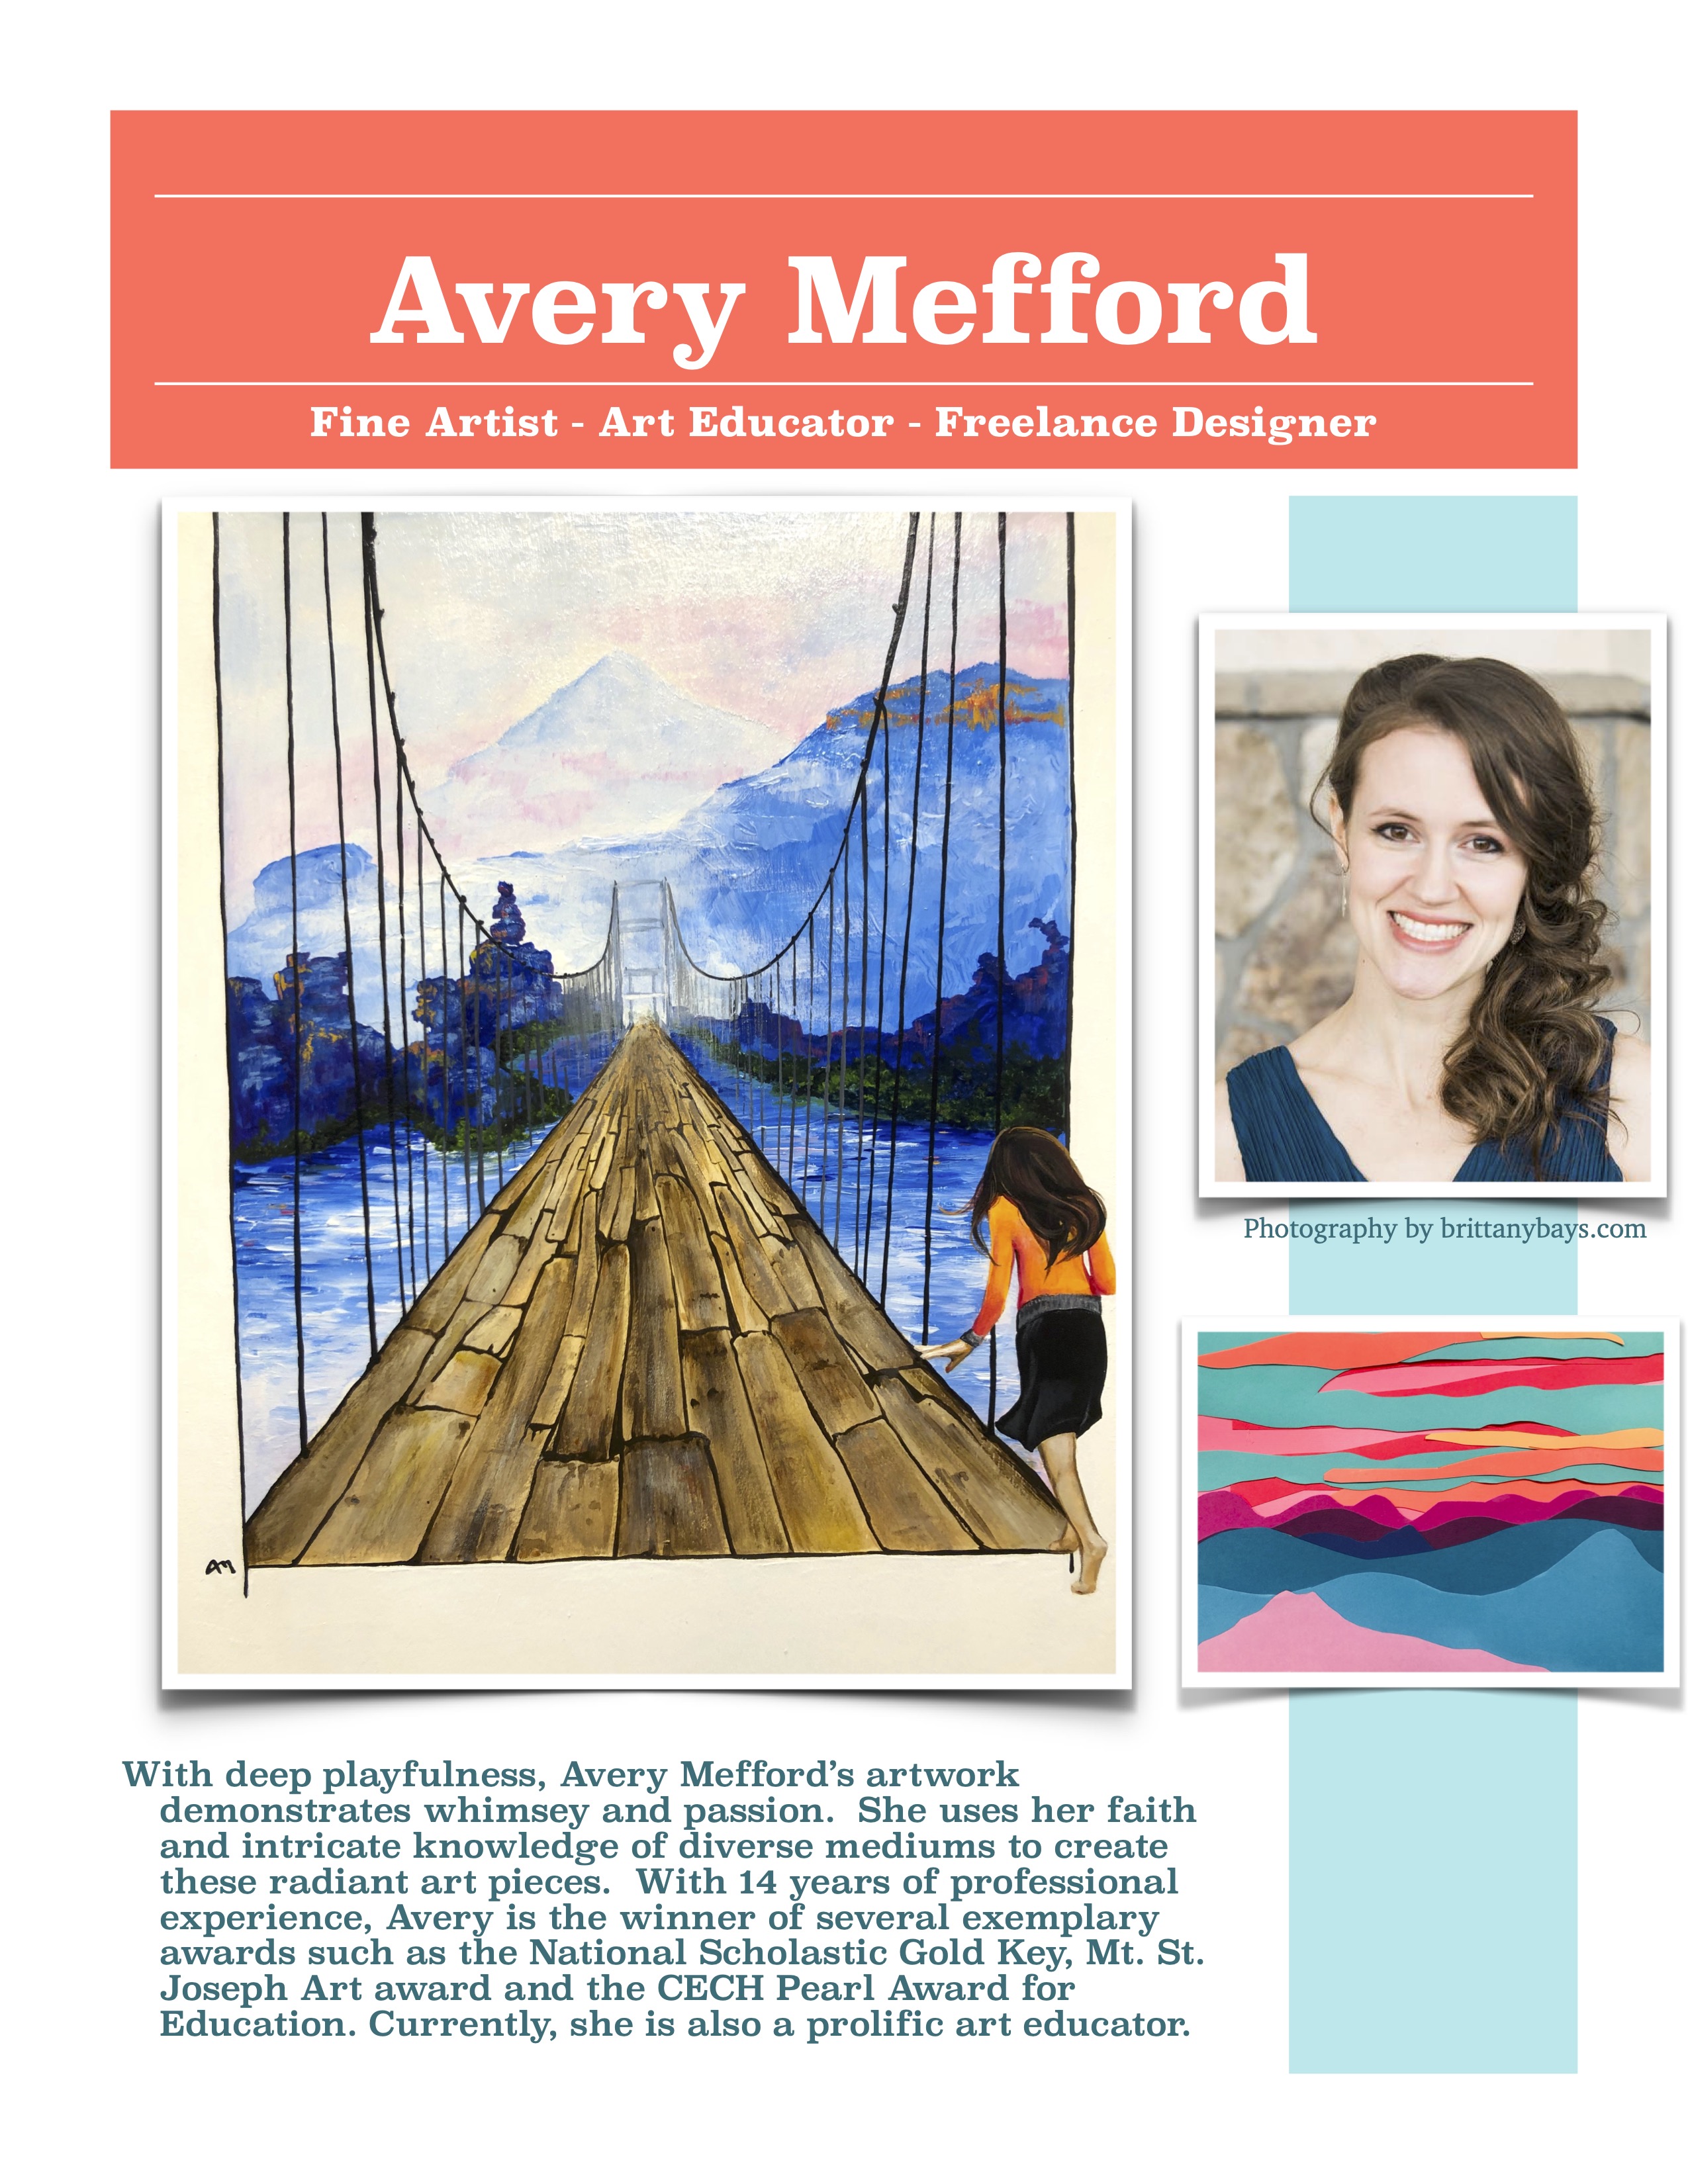 Avery Mefford
Fine Artist - Art Educator - Freelance Designer
Photography by brittanybays.com
AM
With deep playfulness, Avery Mefford’s artwork
demonstrates whimsey and passion.  She uses her faith
and intricate knowledge of diverse mediums to create
these radiant art pieces.  With 14 years of professional
experience, Avery is the winner of several exemplary
awards such as the National Scholastic Gold Key, Mt. St.
Joseph Art award and the CECH Pearl Award for
Education. Currently, she is also a prolific art educator.